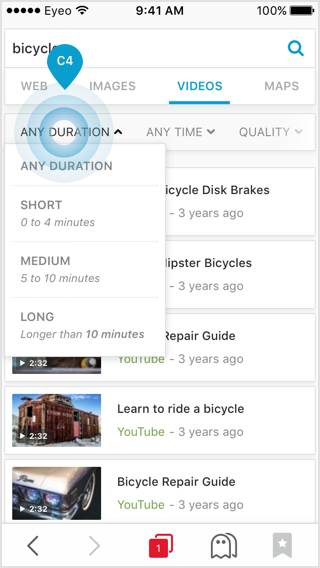 ●●●●● Eyeo 9:41 AM 100%
bicycle
C4
WEB IMAGES VIDEOS MAPS
ANY DURATION ANY TIME QUALITY
ANY DURATION
SHORT
0 to 4 minutes
MEDIUM
5 to 10 minutes
LONG
Longer than 10 minutes
icycle Disk Brakes
- 3 years ago
ipster Bicycles
- 3 years ago
Repair Guide
YouTube - 3 years ago
2:32
Learn to ride a bicycle
YouTube - 3 years ago
2:32
Bicycle Repair Guide
YouTube - 3 years ago
2:32
1